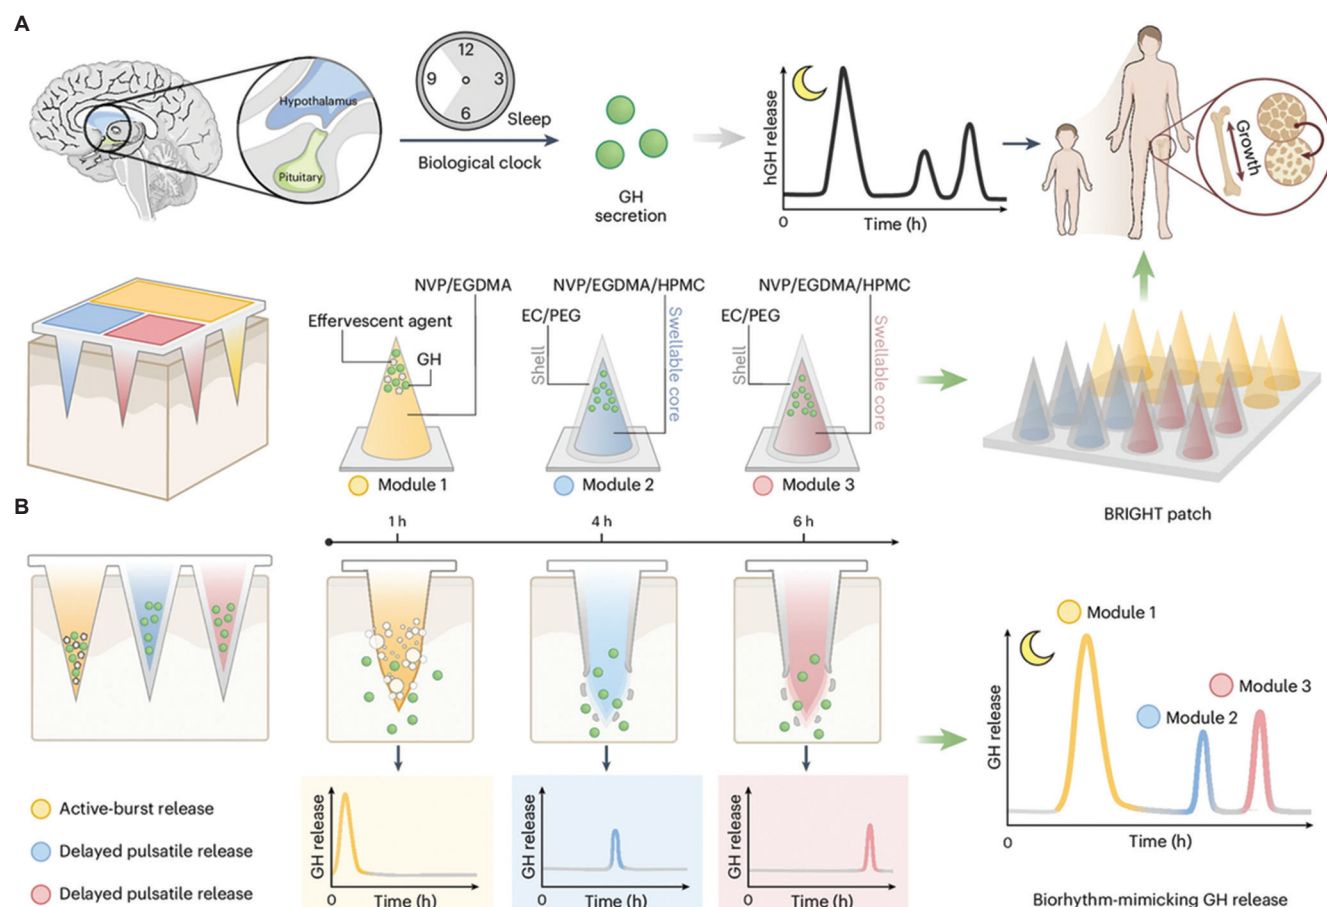 A
Hypothalamus
Pituitary
12
9
3
6
Sleep
Biological clock
GH
secretion
hGH release
0
Time (h)
Growth
Effervescent agent
NVP/EGDMA
GH
Module 1
NVP/EGDMA/HPMC
EC/PEG
Shell
Swellable core
Module 2
NVP/EGDMA/HPMC
EC/PEG
Shell
Swellable core
Module 3
BRIGHT patch
B
1 h
4 h
6 h
Active-burst release
Delayed pulsatile release
Delayed pulsatile release
GH release
0
Time (h)
GH release
0
Time (h)
GH release
0
Time (h)
Module 1
Module 3
Module 2
GH release
0
Time (h)
Biorhythm-mimicking GH release